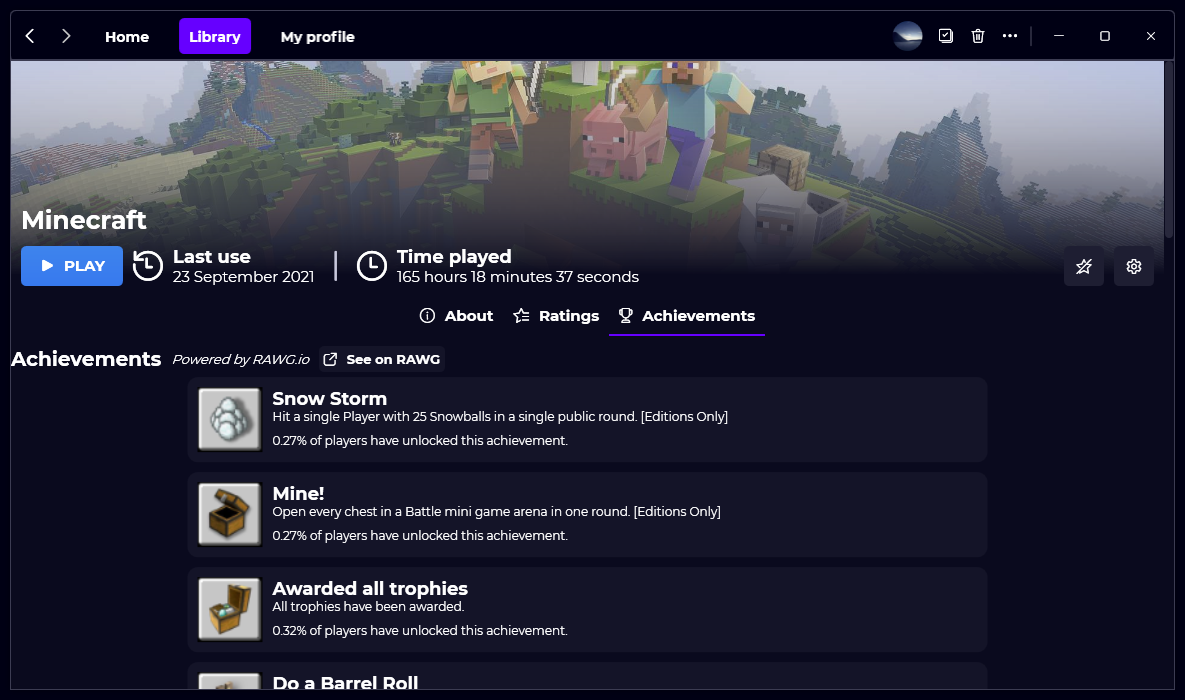 Home Library My profile
Minecraft
PLAY
Last use
23 September 2021
Time played
165 hours 18 minutes 37 seconds
About Ratings Achievements
Achievements Powered by RAWG.io See on RAWG
Snow Storm
Hit a single Player with 25 Snowballs in a single public round. [Editions Only]
0.27% of players have unlocked this achievement.
Mine!
Open every chest in a Battle mini game arena in one round. [Editions Only]
0.27% of players have unlocked this achievement.
Awarded all trophies
All trophies have been awarded.
0.32% of players have unlocked this achievement.
Do a Barrel Roll